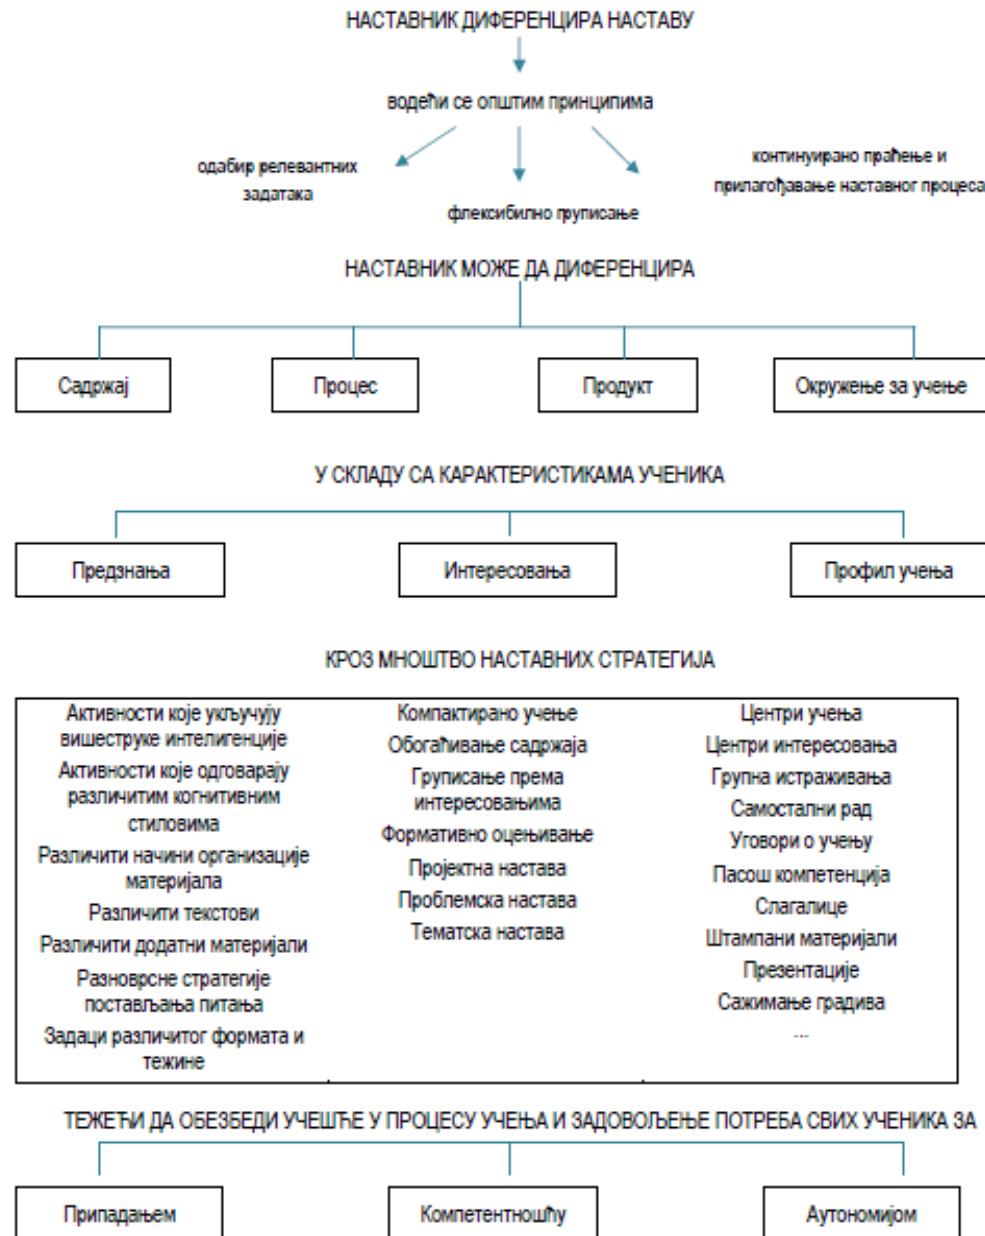 НАСТАВНИК ДИФЕРЕНЦИРА НАСТАВУ
водећи се општим принципима
одабир релевантних
задатака
флексибилно груписање
континуирано праћење и
прилагођавање наставног процеса
НАСТАВНИК МОЖЕ ДА ДИФЕРЕНЦИРА
Садржај
Процес
Продукт
Окружење за учење
У СКЛАДУ СА КАРАКТЕРИСТИКАМА УЧЕНИКА
Предзнања
Интересовања
Профил учења
КРОЗ МНОШТВО НАСТАВНИХ СТРАТЕГИЈА
Активности које укључују
вишеструке интелигенције
Активности које одговарају
различитим когнитивним
стиловима
Различити начини организације
материјала
Различити текстови
Различити додатни материјали
Разноврсне стратегије
постављања питања
Задаци различитог формата и
тежине
Компактирано учење
Обогаћивање садржаја
Груписање према
интересовањима
Формативно оцењивање
Пројектна настава
Проблемска настава
Тематска настава
Центри учења
Центри интересовања
Групна истраживања
Самостални рад
Уговори о учењу
Пасош компетенција
Слагалице
Штампани материјали
Презентације
Сажимање градива
...
ТЕЖЕЋИ ДА ОБЕЗБЕДИ УЧЕШЋЕ У ПРОЦЕСУ УЧЕЊА И ЗАДОВОЉЕЊЕ ПОТРЕБА СВИХ УЧЕНИКА ЗА
Припадањем
Компетентношћу
Аутономијом